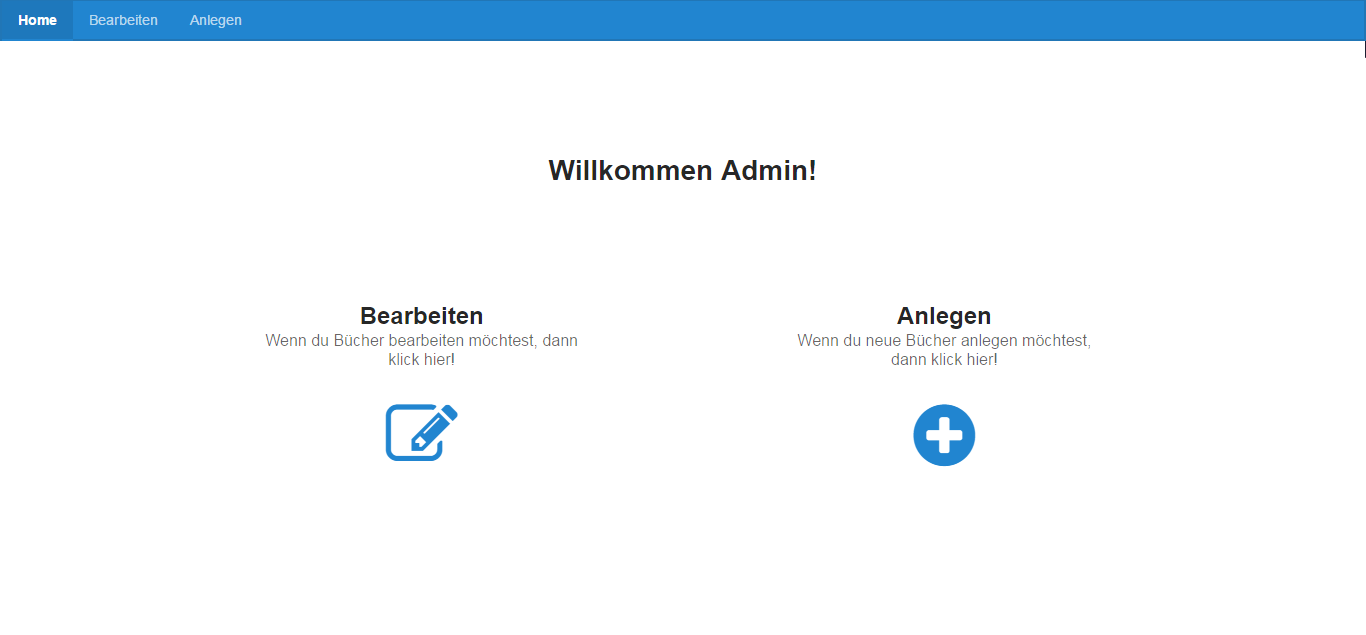 Home Bearbeiten Anlegen
Willkommen Admin!
Bearbeiten
Wenn du Bücher bearbeiten möchtest, dann
klick hier!
Anlegen
Wenn du neue Bücher anlegen möchtest,
dann klick hier!